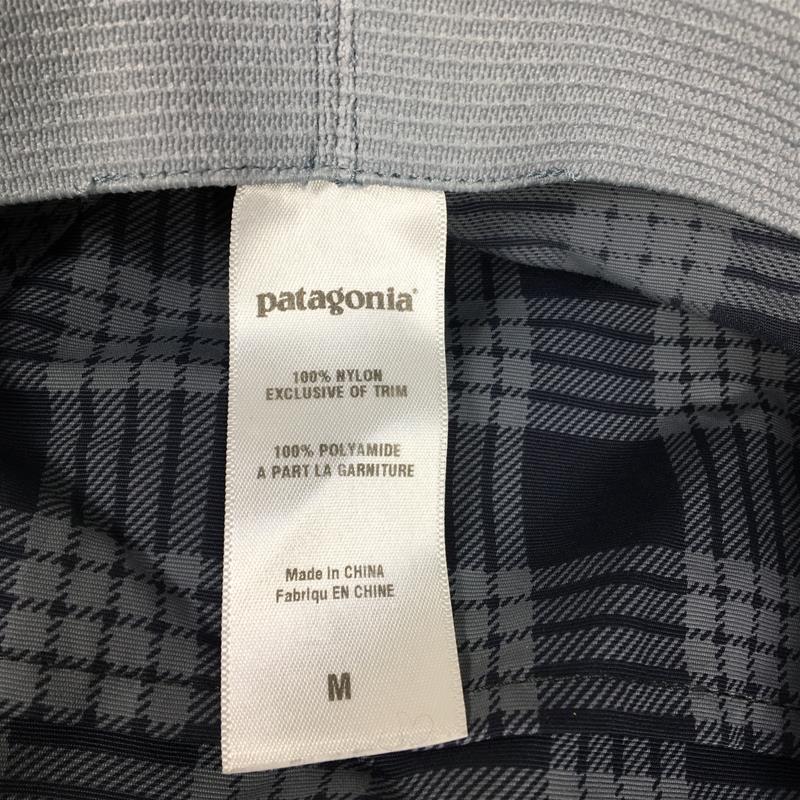 patagonia®
100% NYLON
EXCLUSIVE OF TRIM
100% POLYAMIDE
A PART LA GARNITURE
Made in CHINA
Fabriqu EN CHINE
M